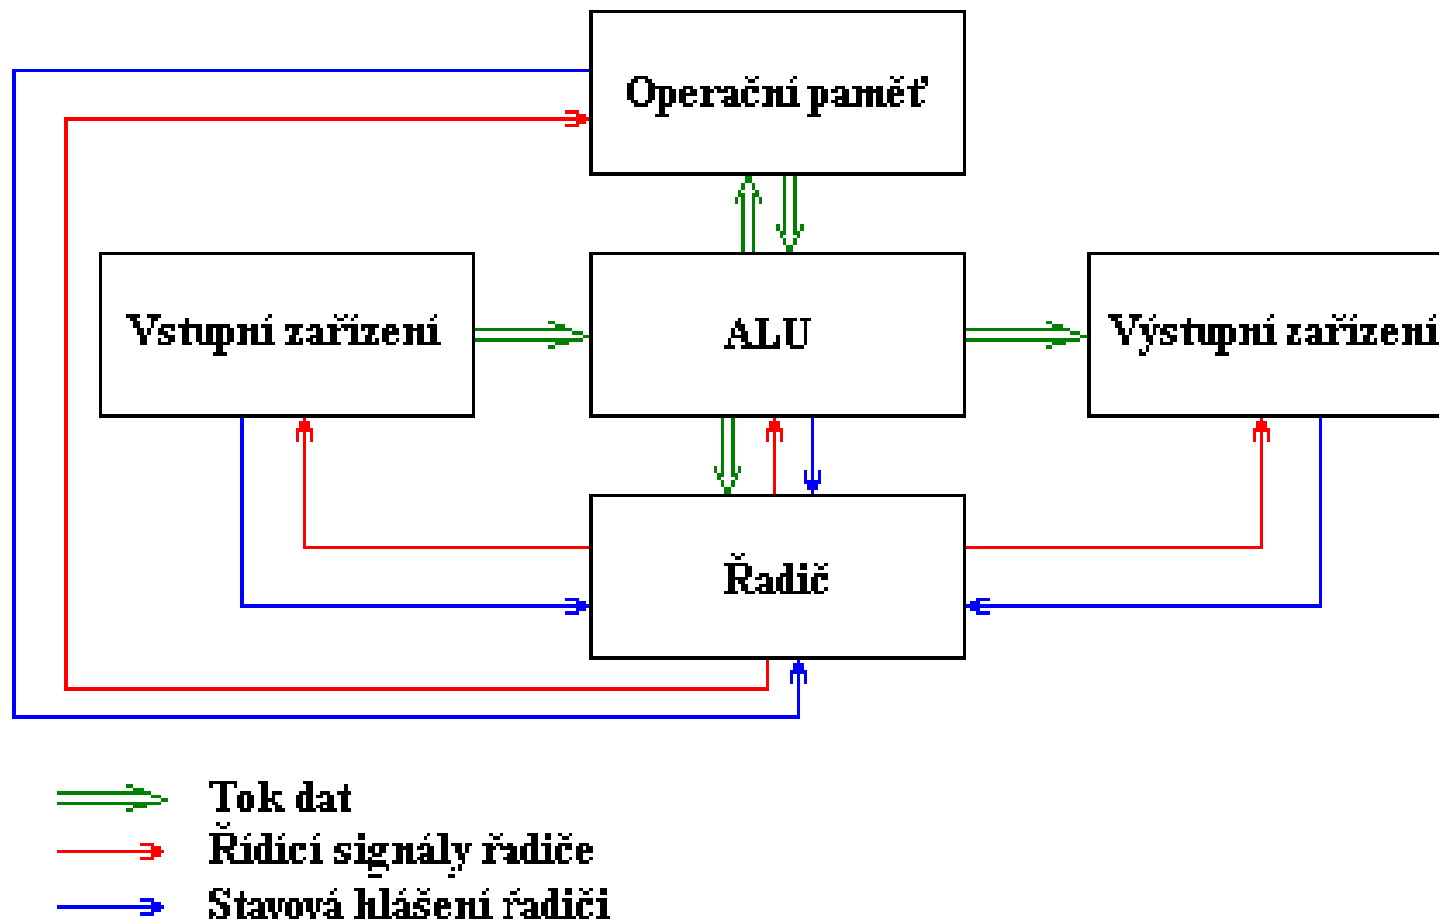 Operační paměť
Vstupní zařízení
ALU
Výstupní zařízení
Řadič
Tok dat
Řídící signály řadiče
Stavová hlášení řadiči